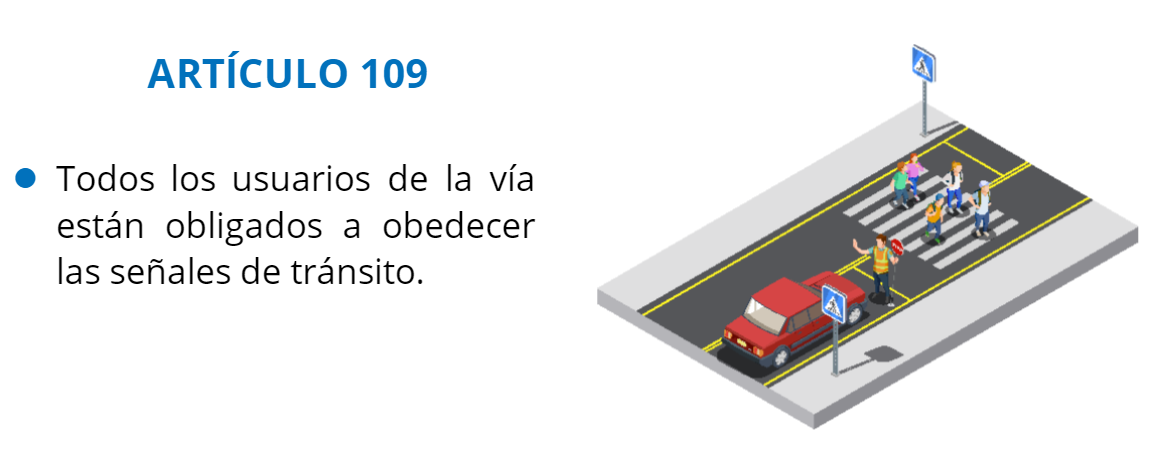 ARTÍCULO 109
Todos los usuarios de la vía
están obligados a obedecer
las señales de tránsito.